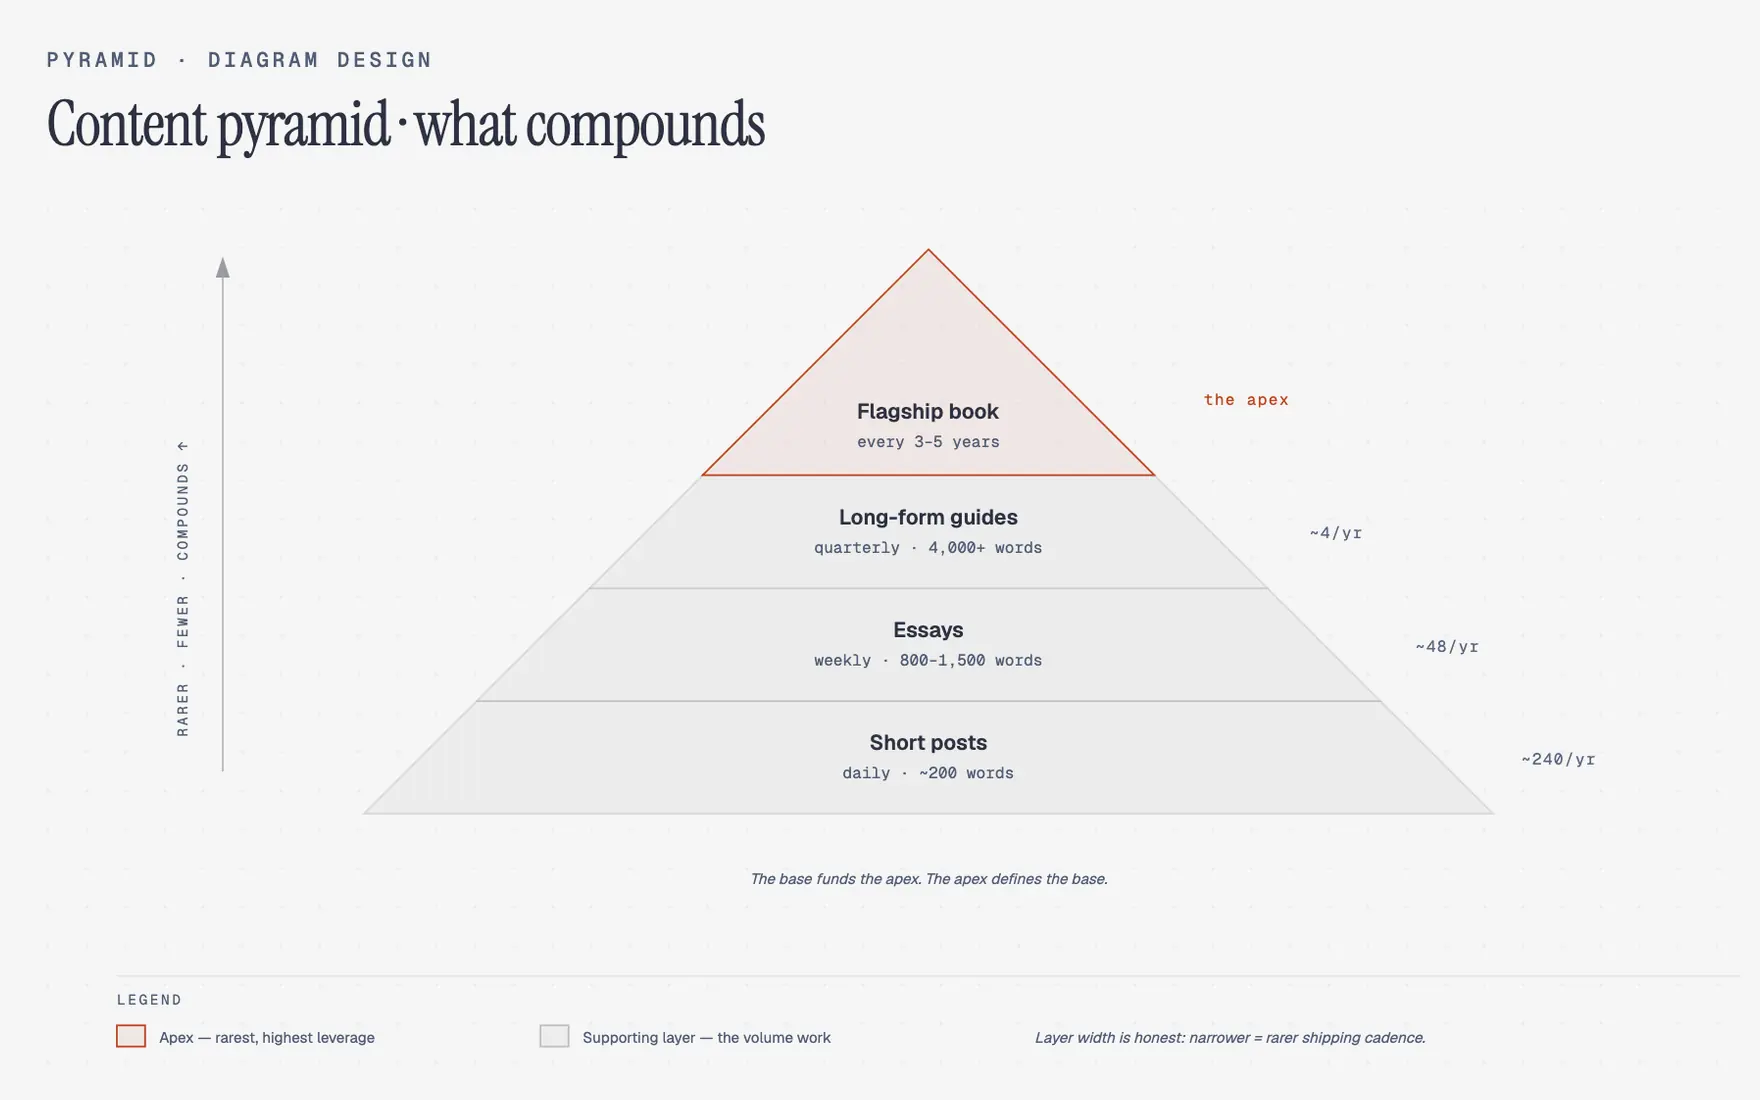 PYRAMID · DIAGRAM DESIGN
Content pyramid · what compounds
RARER · FEWER · COMPOUNDS ↑
Flagship book
every 3-5 years
the apex
Long-form guides
quarterly · 4,000+ words
~4/yr
Essays
weekly · 800-1,500 words
~48/yr
Short posts
daily · ~200 words
~240/yr
The base funds the apex. The apex defines the base.
LEGEND
Apex — rarest, highest leverage
Supporting layer — the volume work
Layer width is honest: narrower = rarer shipping cadence.